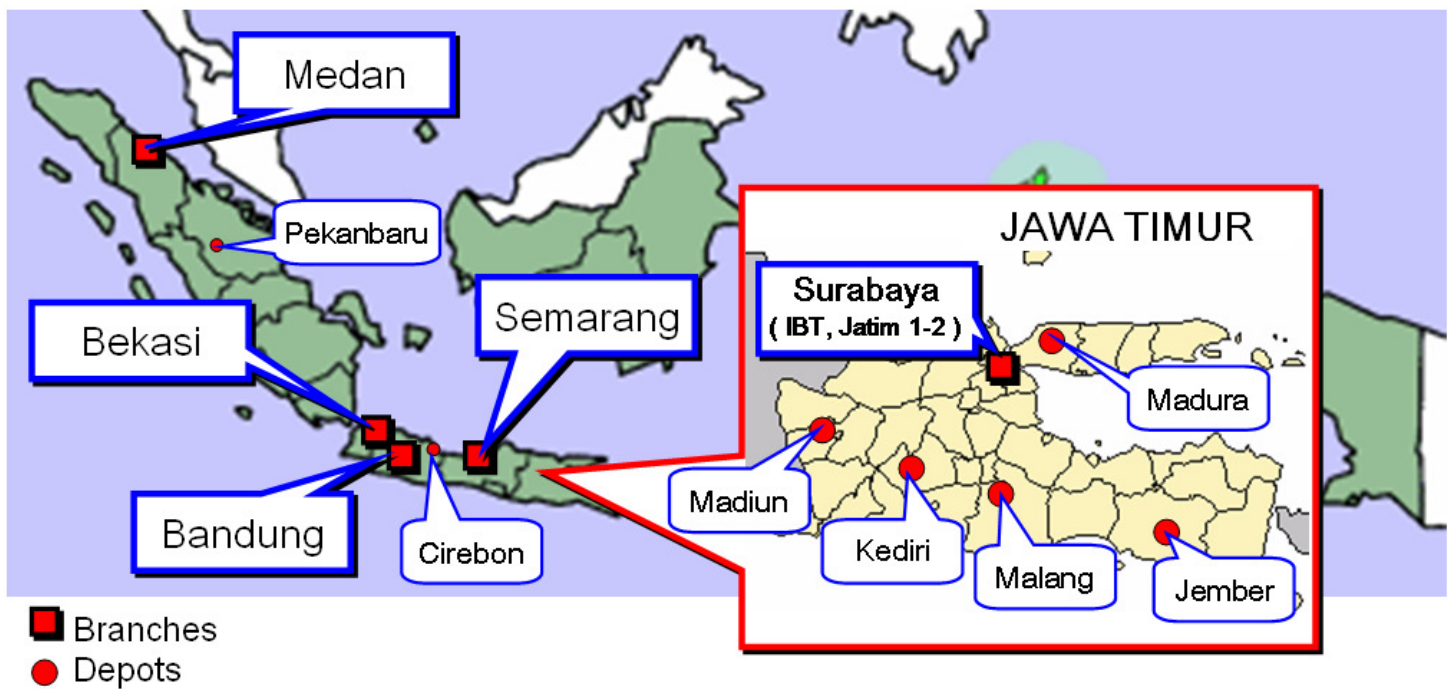 Medan
Pekanbaru
JAWA TIMUR
Surabaya
( IBT, Jatim 1-2 )
Semarang
Bekasi
Madura
Madiun
Bandung
Cirebon
Kediri
Malang
Jember
Branches
Depots